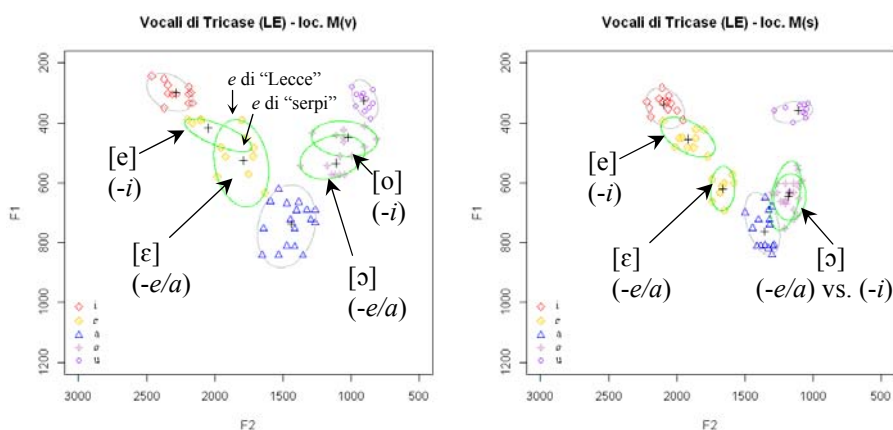 Vocali di Tricase (LE) - loc. M(v)
200
400
600
800
1000
1200
F1
3000
2500
2000
1500
1000
F2
e di “Lecce”
e di “serpi”
[e]
(-i)
[ɛ]
(-e/a)
[o]
(-i)
[ɔ]
(-e/a)
i
e
a
o
u
Vocali di Tricase (LE) - loc. M(s)
200
400
600
800
1000
1200
F1
3000
2500
2000
1500
1000
F2
[e]
(-i)
[ɛ]
(-e/a)
[ɔ]
(-e/a) vs. (-i)
i
e
a
o
u